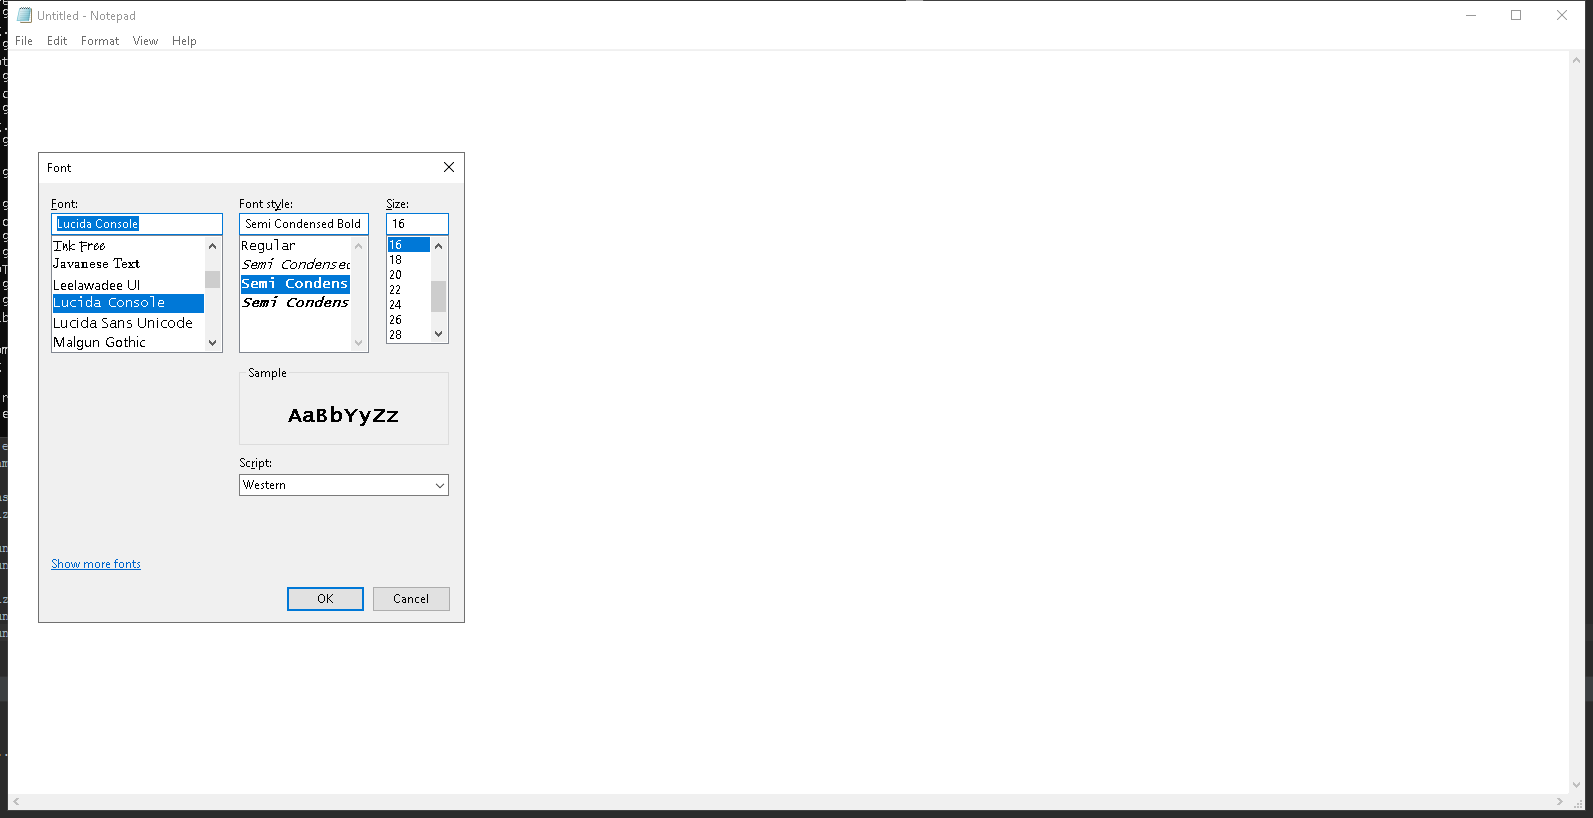 Untitled - Notepad
File Edit Format View Help
Font
Font: Font style: Size:
Lucida Console Semi Condensed Bold 16
Ink Free
Javanese Text
Leelawadee UI
Lucida Console
Lucida Sans Unicode
Malgun Gothic
Regular
Semi Condensed
Semi Condens
Semi Condens
16
18
20
22
24
26
28
Sample
AaBbYyZz
Script:
Western
Show more fonts
OK Cancel